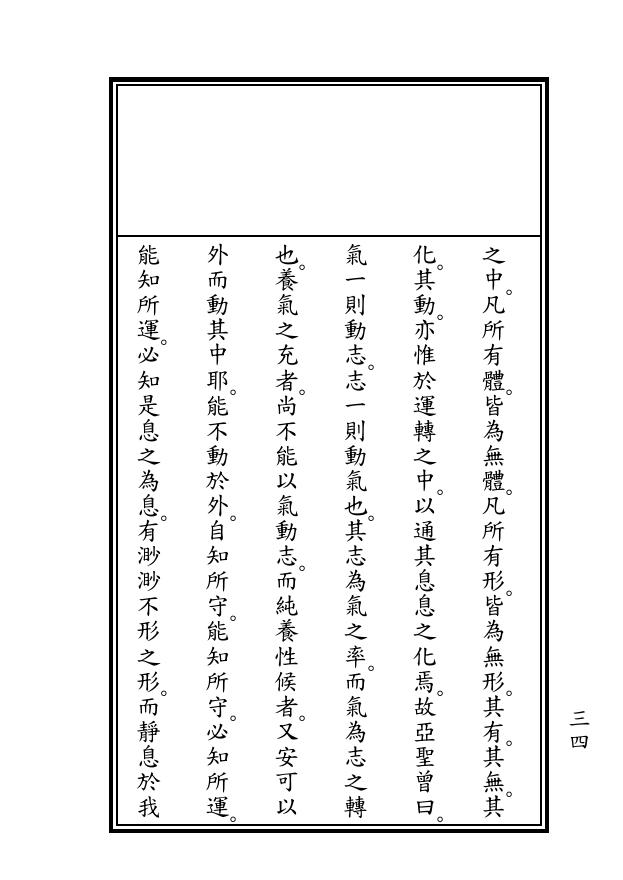 之中。凡所有體。皆為無體。凡所有形。皆為無形。其有。其無。其
化。其動。亦惟於運轉之中。以通其息息之化焉。故亞聖曾曰。
氣一則動志。志一則動氣也。其志為氣之率。而氣為志之轉
也。養氣之充者。尚不能以氣動志。而純養性候者。又安可以
外而動其中耶。能不動於外。自知所守。能知所守。必知所運。
能知所運。必知是息之為息。有渺渺不形之形。而靜息於我
三四